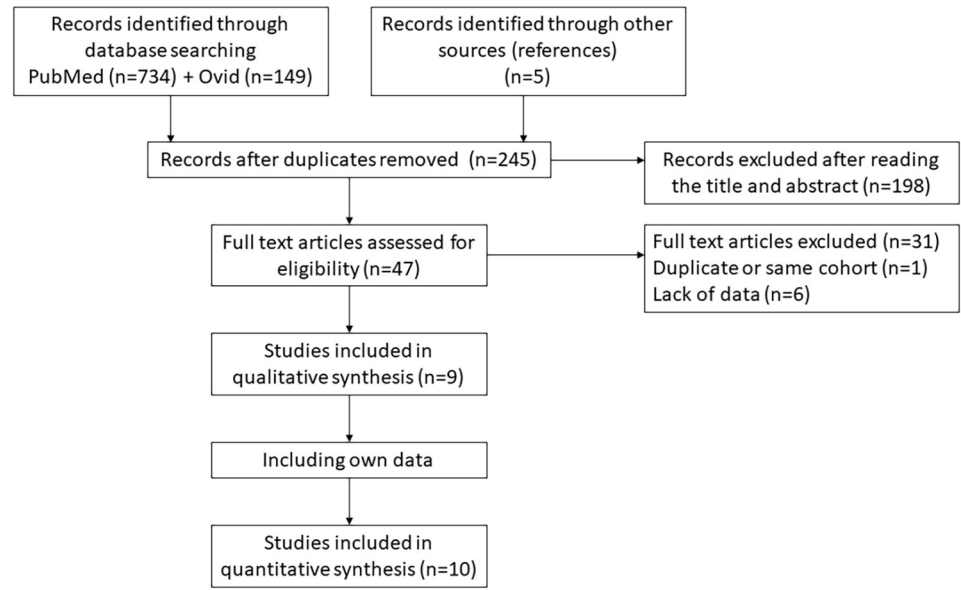 Records identified through
database searching
PubMed (n=734) + Ovid (n=149)
Records identified through other
sources (references)
(n=5)
Records after duplicates removed (n=245)
Records excluded after reading
the title and abstract (n=198)
Full text articles assessed for
eligibility (n=47)
Full text articles excluded (n=31)
Duplicate or same cohort (n=1)
Lack of data (n=6)
Studies included in
qualitative synthesis (n=9)
Including own data
Studies included in
quantitative synthesis (n=10)